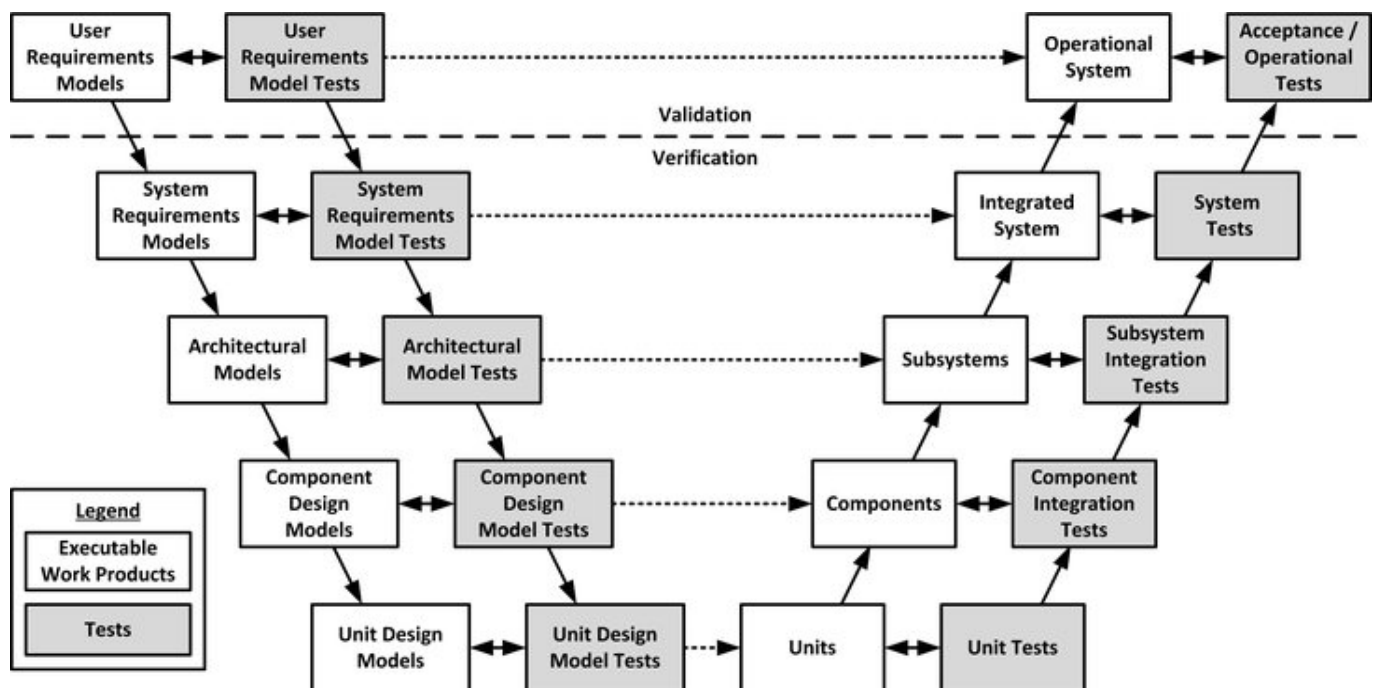 User
Requirements
Models
User
Requirements
Model Tests
Operational
System
Acceptance /
Operational
Tests
Validation
Verification
System
Requirements
Models
System
Requirements
Model Tests
Integrated
System
System
Tests
Architectural
Models
Architectural
Model Tests
Subsystems
Subsystem
Integration
Tests
Component
Design
Models
Component
Design
Model Tests
Components
Component
Integration
Tests
Legend
Executable
Work Products
Tests
Unit Design
Models
Unit Design
Model Tests
Units
Unit Tests